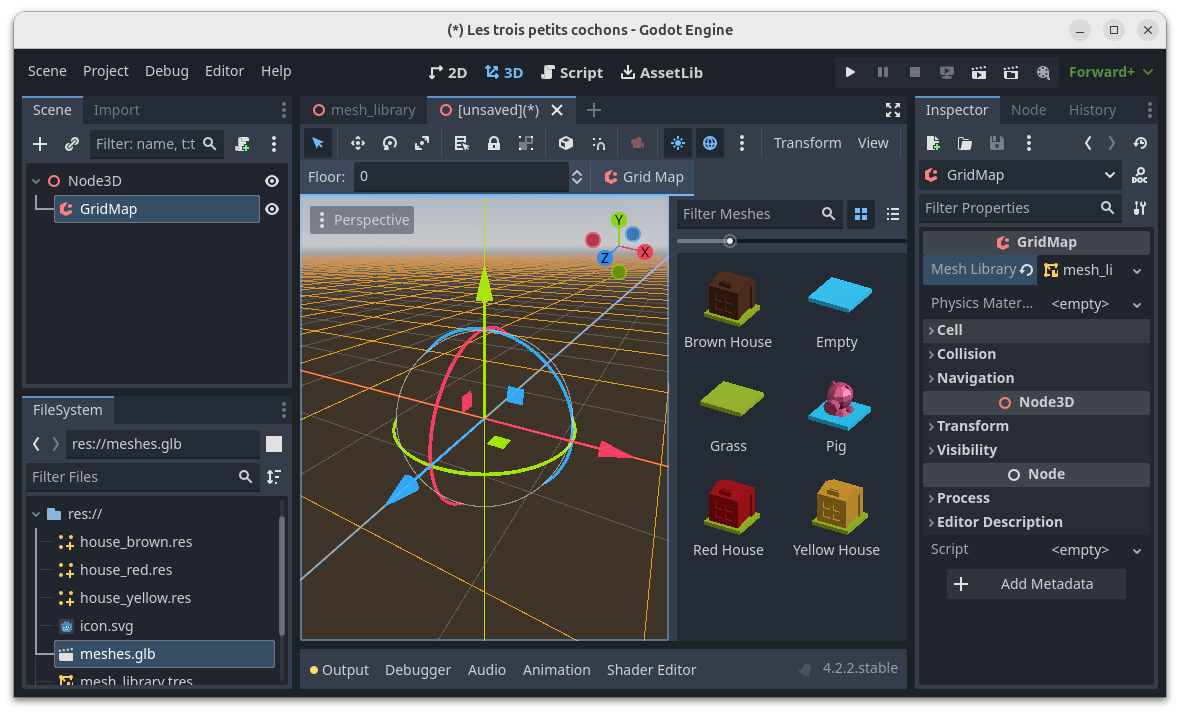 (*) Les trois petits cochons - Godot Engine
Scene Project Debug Editor Help
2D 3D Script AssetLib
Forward+
Scene Import
Filter: name, t:t
Node3D
GridMap
FileSystem
res://meshes.glb
Filter Files
res://
house_brown.res
house_red.res
house_yellow.res
icon.svg
meshes.glb
mesh_library.tres
mesh_library [unsaved](*)
Transform View
Floor: 0 Grid Map
Perspective
Y
X
Z
Filter Meshes
Brown House Empty
Grass Pig
Red House Yellow House
Output Debugger Audio Animation Shader Editor 4.2.2.stable
Inspector Node History
GridMap
DOC
Filter Properties
GridMap
Mesh Library mesh_li
Physics Mater... <empty>
Cell
Collision
Navigation
Node3D
Transform
Visibility
Node
Process
Editor Description
Script <empty>
Add Metadata